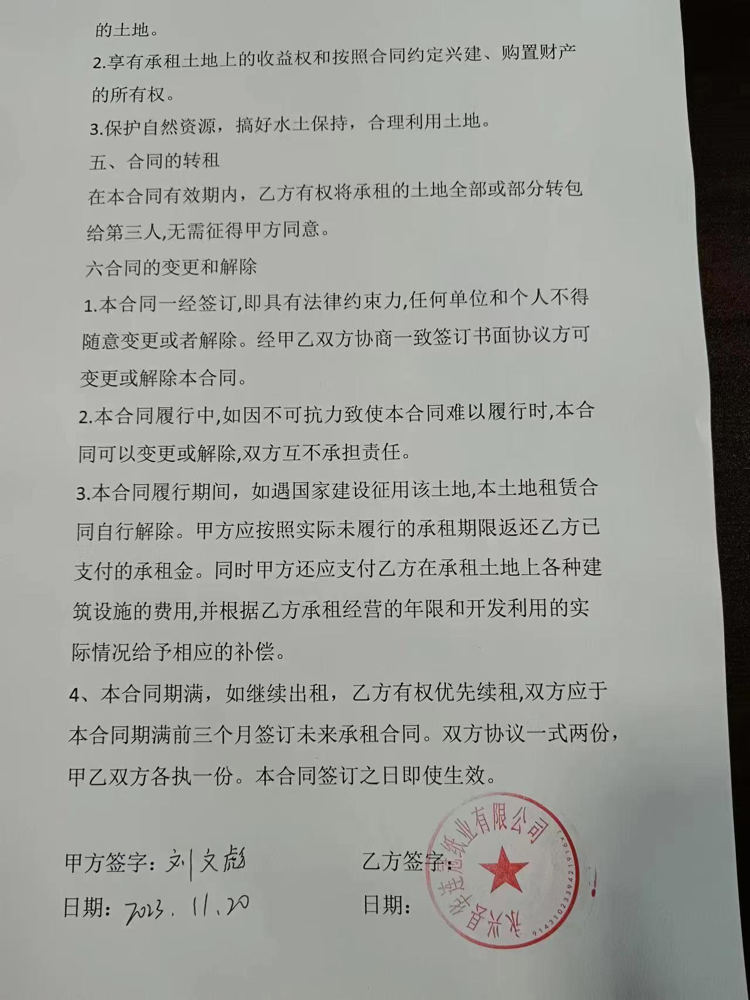 的土地。
2.享有承租土地上的收益权和按照合同约定兴建、购置财产
的所有权。
3.保护自然资源，搞好水土保持，合理利用土地。
五、合同的转租
在本合同有效期内，乙方有权将承租的土地全部或部分转包
给第三人,无需征得甲方同意。
六合同的变更和解除
1.本合同一经签订,即具有法律约束力,任何单位和个人不得
随意变更或者解除。经甲乙双方协商一致签订书面协议方可
变更或解除本合同。
2.本合同履行中,如因不可抗力致使本合同难以履行时,本合
同可以变更或解除,双方互不承担责任。
3.本合同履行期间，如遇国家建设征用该土地,本土地租赁合
同自行解除。甲方应按照实际未履行的承租期限返还乙方已
支付的承租金。同时甲方还应支付乙方在承租土地上各种建
筑设施的费用,并根据乙方承租经营的年限和开发利用的实
际情况给予相应的补偿。
4、本合同期满，如继续出租，乙方有权优先续租,双方应于
本合同期满前三个月签订未来承租合同。双方协议一式两份，
甲乙双方各执一份。本合同签订之日即使生效。
甲方签字：刘文彪
乙方签字：
日期：2023.11.20
日期：
永兴县华连冠纸业有限公司